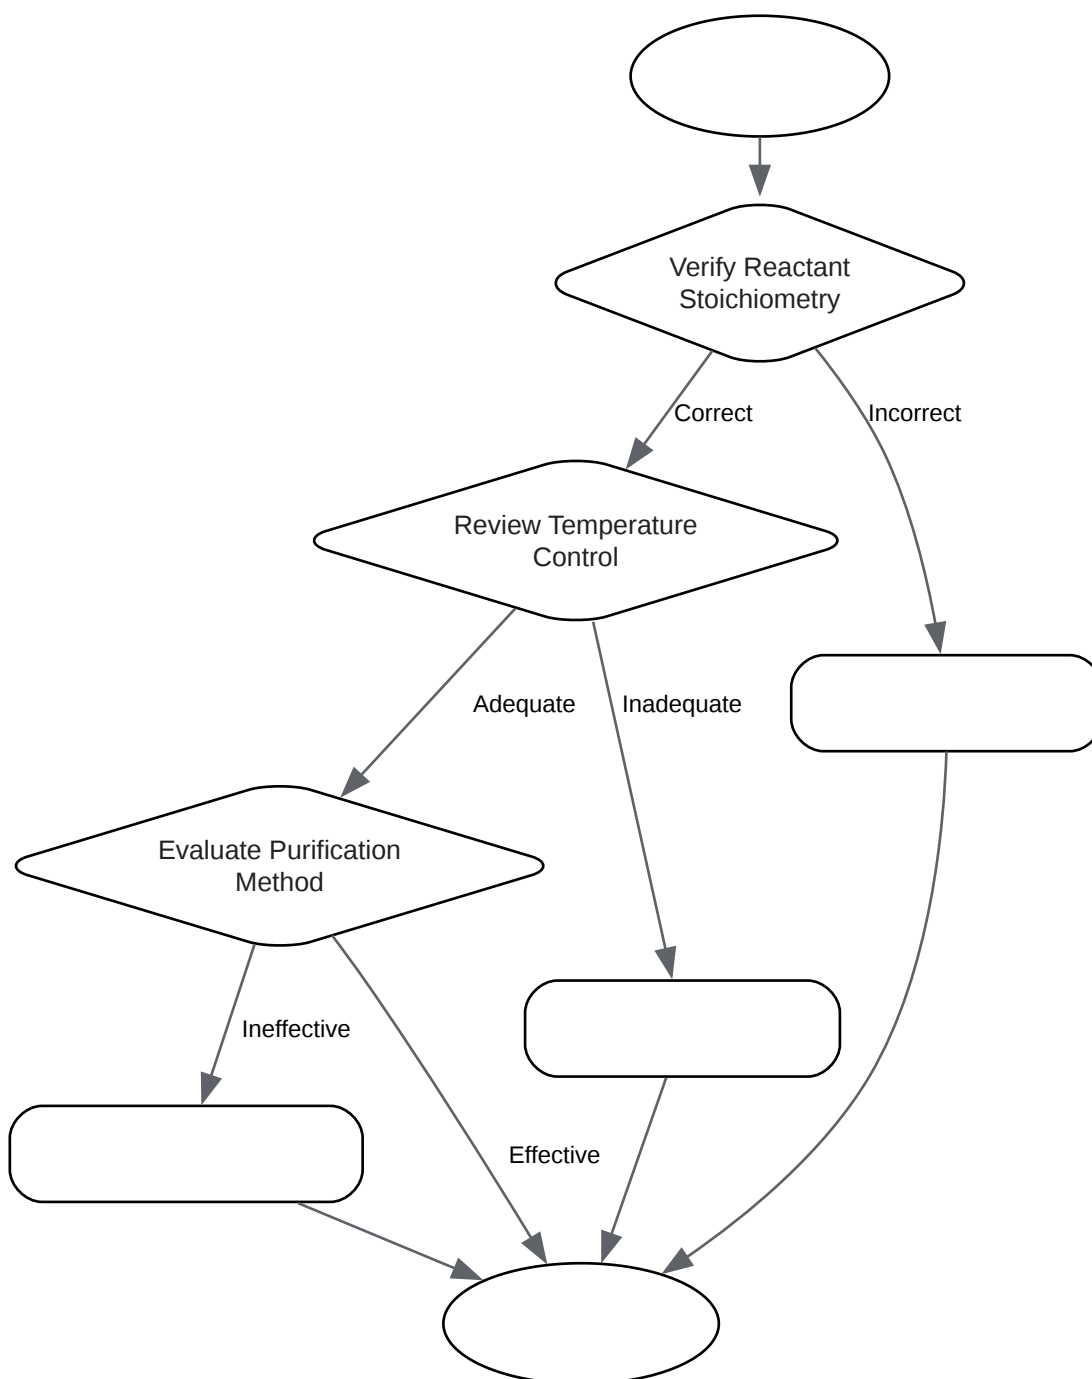 Verify Reactant
Stoichiometry
Correct
Incorrect
Review Temperature
Control
Adequate
Inadequate
Evaluate Purification
Method
Ineffective
Effective